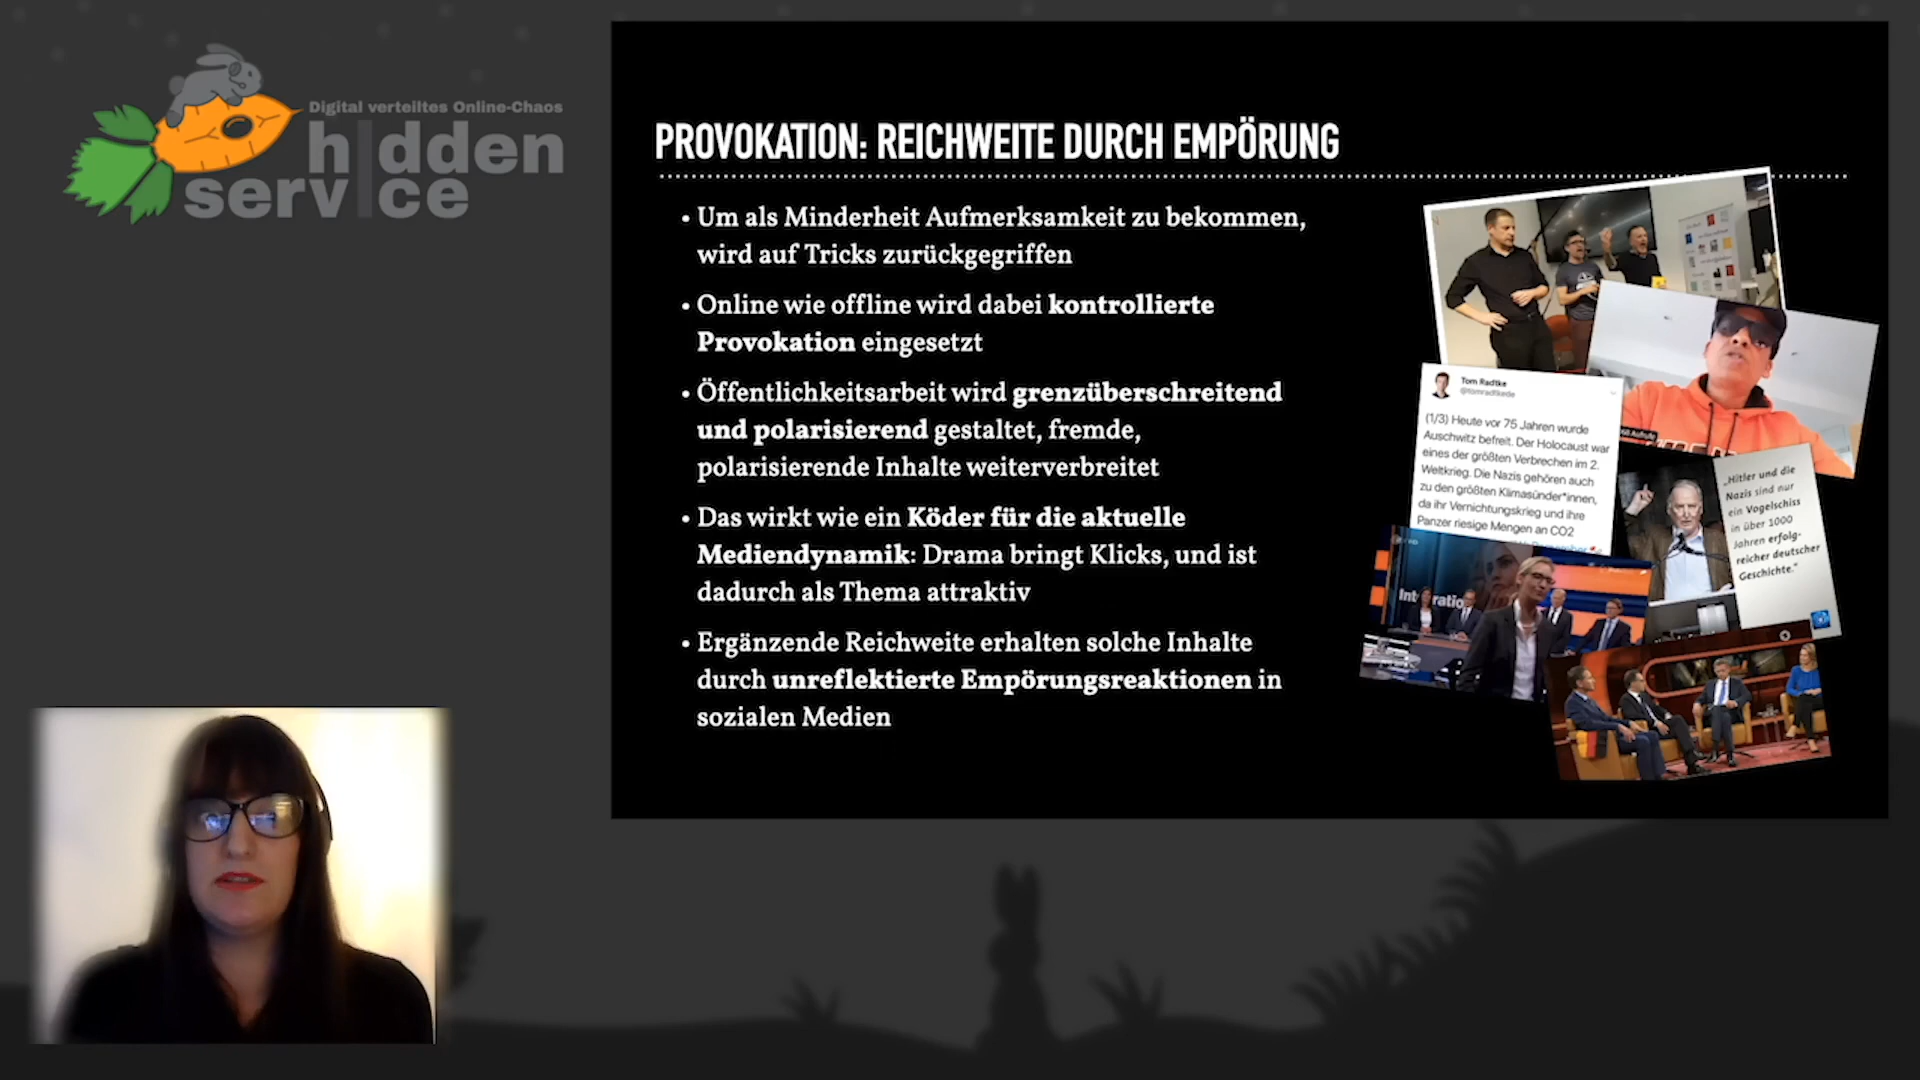 Digital verteiltes Online-Chaos
hidden
service
PROVOKATION: REICHWEITE DURCH EMPÖRUNG
• Um als Minderheit Aufmerksamkeit zu bekommen,
wird auf Tricks zurückgegriffen
• Online wie offline wird dabei kontrollierte
Provokation eingesetzt
• Öffentlichkeitsarbeit wird grenzüberschreitend
und polarisierend gestaltet, fremde,
polarisierende Inhalte weiterverbreitet
• Das wirkt wie ein Köder für die aktuelle
Mediendynamik: Drama bringt Klicks, und ist
dadurch als Thema attraktiv
• Ergänzende Reichweite erhalten solche Inhalte
durch unreflektierte Empörungsreaktionen in
sozialen Medien
Tom Radtke
@tomradtkede
(1/3) Heute vor 75 Jahren wurde
Auschwitz befreit. Der Holocaust war
eines der größten Verbrechen im 2.
Weltkrieg. Die Nazis gehören auch
zu den größten Klimasünder*innen,
da ihr Vernichtungskrieg und ihre
Panzer riesige Mengen an CO2
„Hitler und die
Nazis sind nur
ein Vogelschiss
in über 1000
Jahren erfolg-
reicher deutscher
Geschichte."